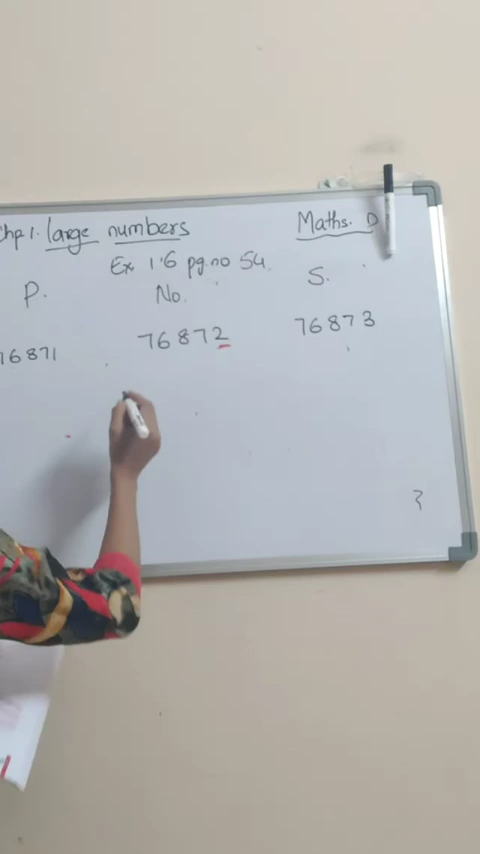 Chp 1. large numbers Maths. D
Ex 1.6 pg.no 54.
P. No. S.
76871 76872 76873